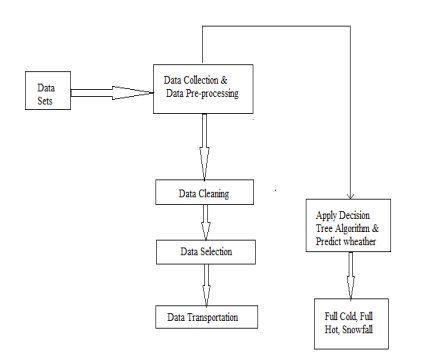 Data
Sets
Data Collection &
Data Pre-processing
Data Cleaning
Data Selection
Data Transportation
Apply Decision
Tree Algorithm &
Predict wheather
Full Cold, Full
Hot, Snowfall